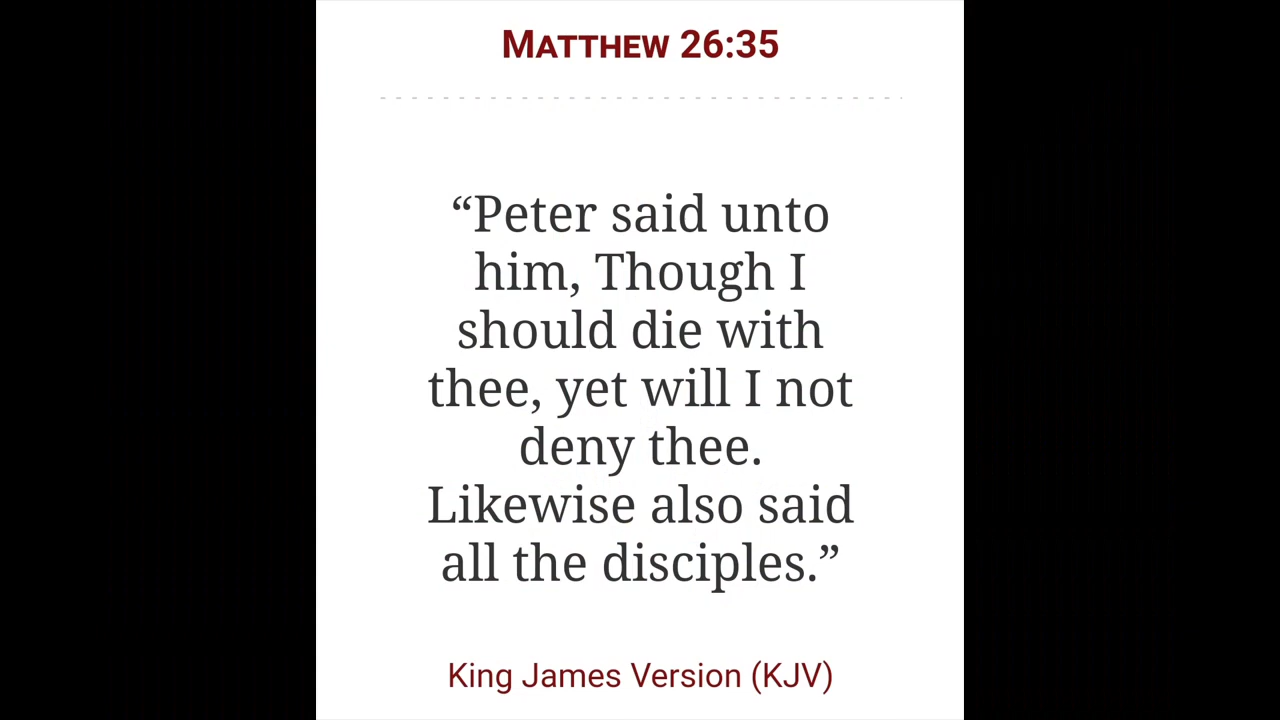 MATTHEW 26:35
“Peter said unto
him, Though I
should die with
thee, yet will I not
deny thee.
Likewise also said
all the disciples.”
King James Version (KJV)